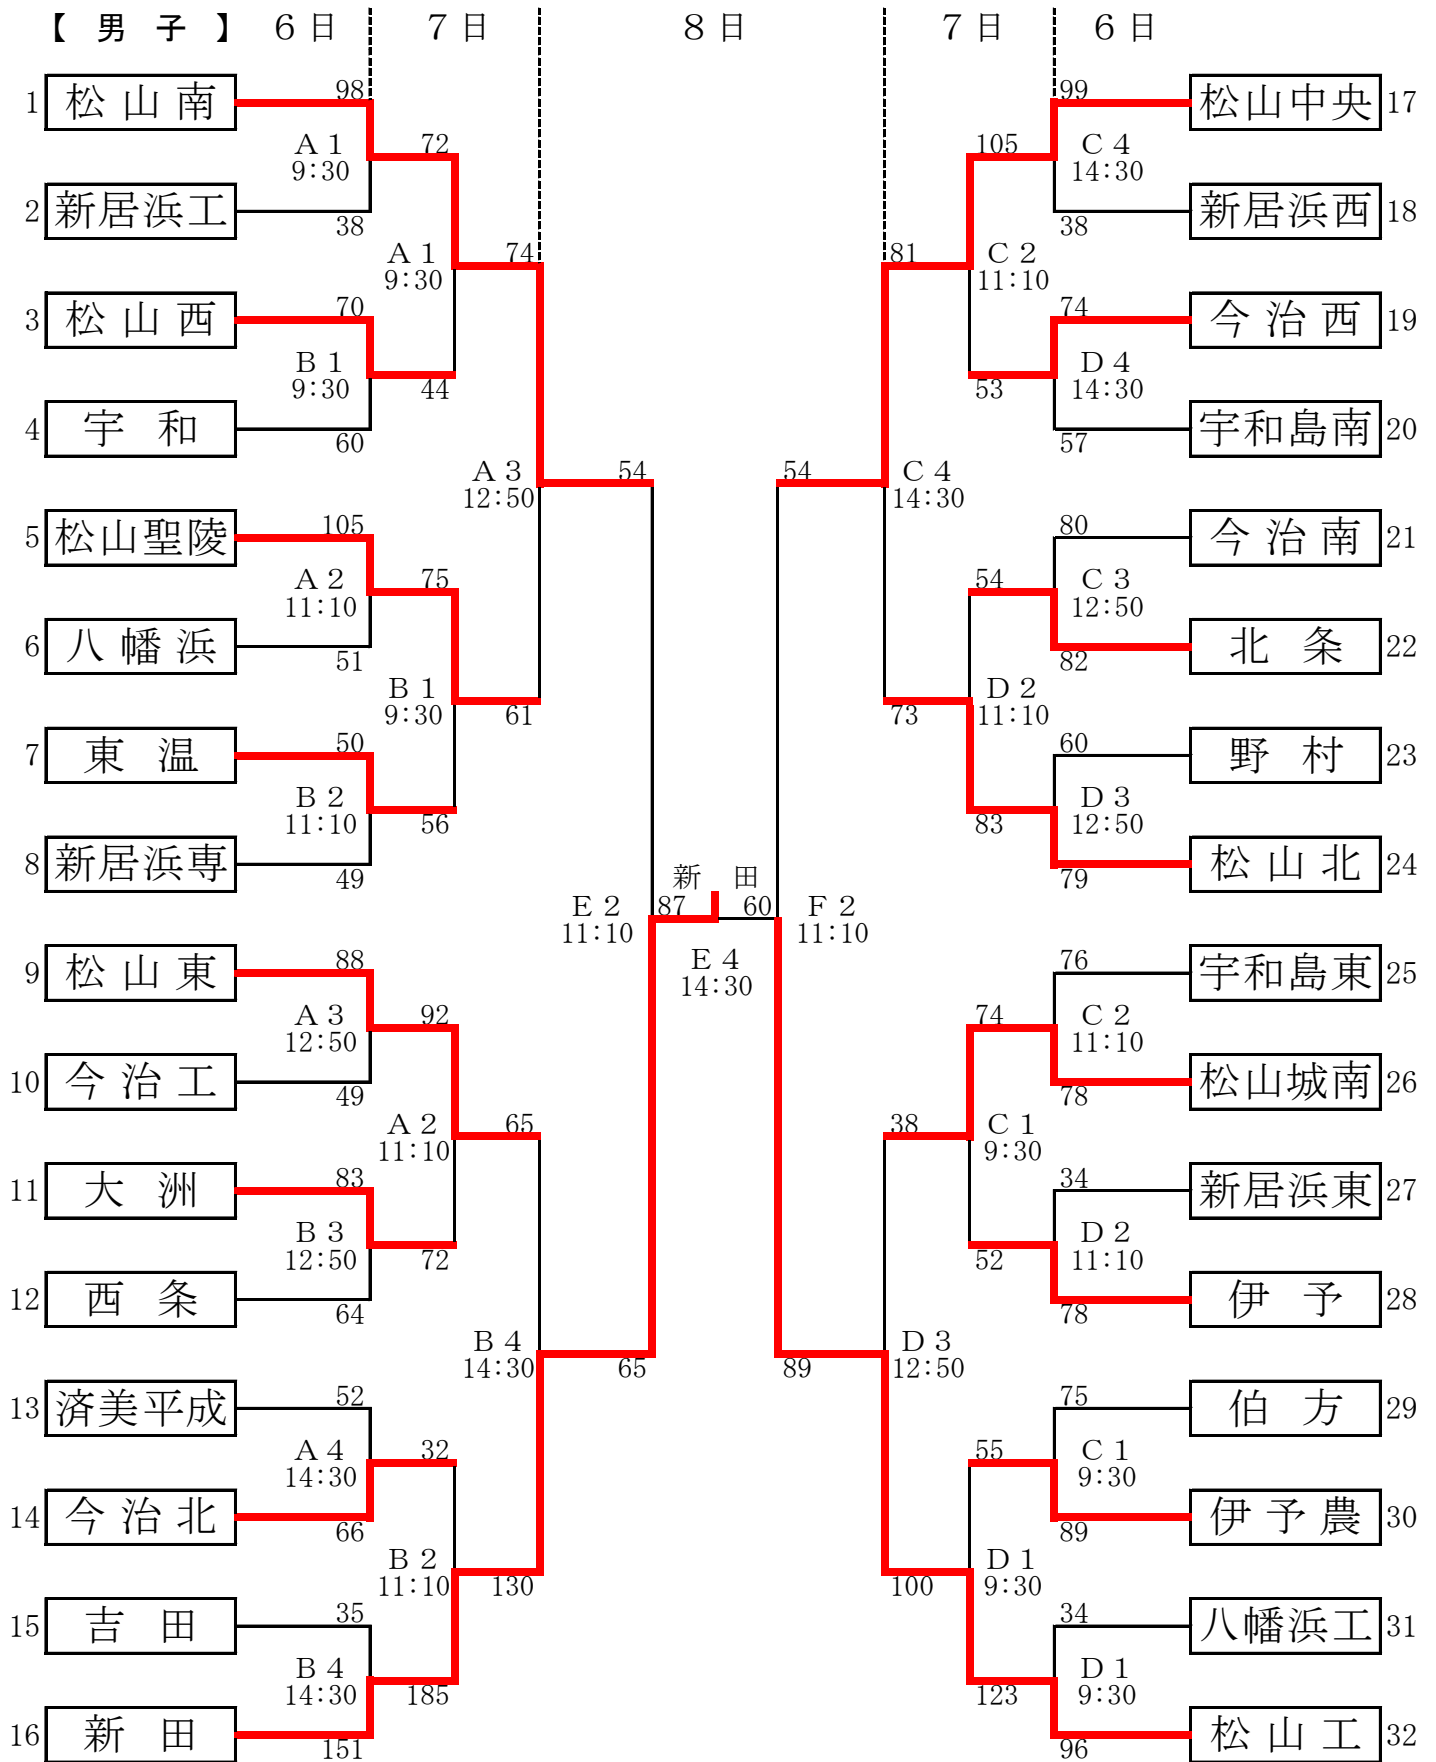 【 男 子 】 6日 7日 8日 7日 6日
1 松山南 98
A1
9:30
2 新居浜工 38
72
A1
9:30
3 松山西 70
B1
9:30
4 宇和 60
44
74
A3
12:50
5 松山聖陵 105
A2
11:10
6 八幡浜 51
75
B1
9:30
61
7 東温 50
B2
11:10
8 新居浜専 49
56
54
E2
11:10
9 松山東 88
A3
12:50
10 今治工 49
92
A2
11:10
65
11 大洲 83
B3
12:50
12 西条 64
72
B4
14:30
65
13 済美平成 52
A4
14:30
14 今治北 66
32
B2
11:10
130
15 吉田 35
B4
14:30
16 新田 151
185
新田
87 60
E4
14:30
99 松山中央 17
C4
14:30
38 新居浜西 18
105
C2
11:10
81
74 今治西 19
D4
14:30
57 宇和島南 20
53
54
C4
14:30
80 今治南 21
C3
12:50
82 北条 22
54
D2
11:10
73
60 野村 23
D3
12:50
79 松山北 24
83
F2
11:10
76 宇和島東 25
C2
11:10
78 松山城南 26
74
C1
9:30
38
34 新居浜東 27
D2
11:10
78 伊予 28
52
D3
12:50
89
75 伯方 29
C1
9:30
89 伊予農 30
55
D1
9:30
100
34 八幡浜工 31
D1
9:30
96 松山工 32
123